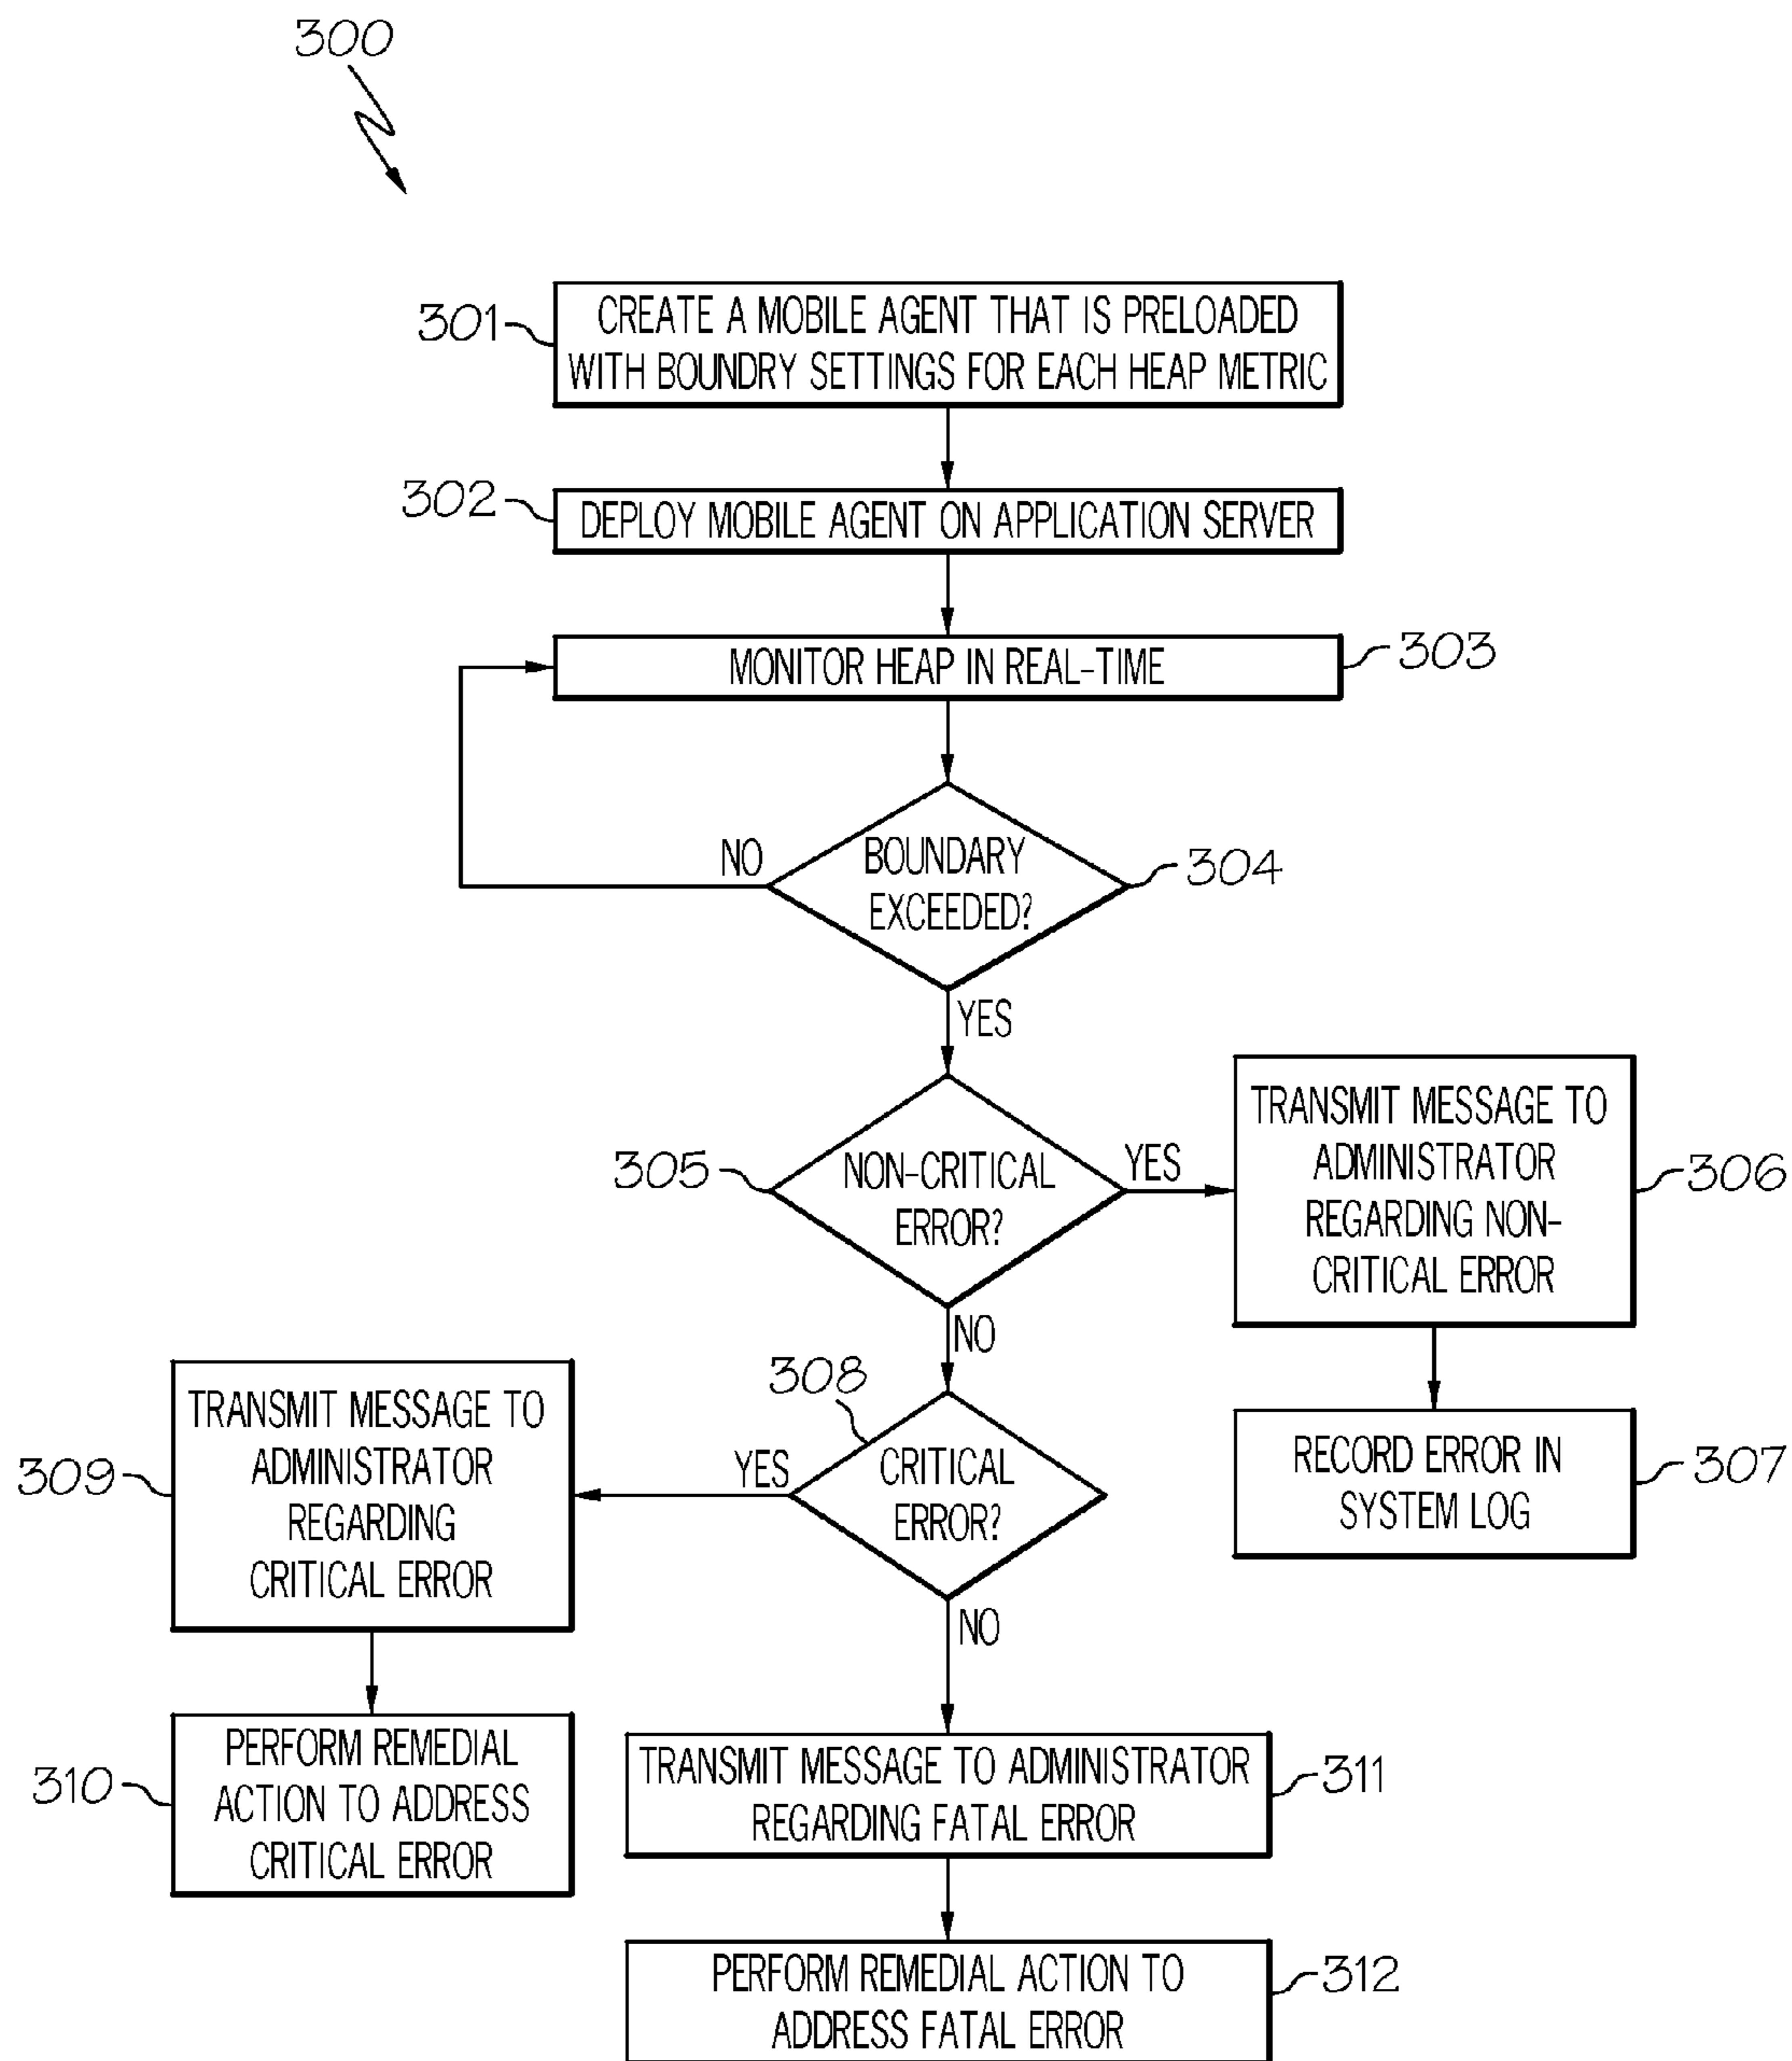 300
301
CREATE A MOBILE AGENT THAT IS PRELOADED
WITH BOUNDRY SETTINGS FOR EACH HEAP METRIC
302
DEPLOY MOBILE AGENT ON APPLICATION SERVER
MONITOR HEAP IN REAL-TIME
303
NO
BOUNDARY
EXCEEDED?
304
YES
305
NON-CRITICAL
ERROR?
YES
TRANSMIT MESSAGE TO
ADMINISTRATOR
REGARDING NON-
CRITICAL ERROR
306
NO
RECORD ERROR IN
SYSTEM LOG
307
308
CRITICAL
ERROR?
YES
309
TRANSMIT MESSAGE TO
ADMINISTRATOR
REGARDING
CRITICAL ERROR
NO
310
PERFORM REMEDIAL
ACTION TO ADDRESS
CRITICAL ERROR
TRANSMIT MESSAGE TO ADMINISTRATOR
REGARDING FATAL ERROR
311
PERFORM REMEDIAL ACTION TO
ADDRESS FATAL ERROR
312